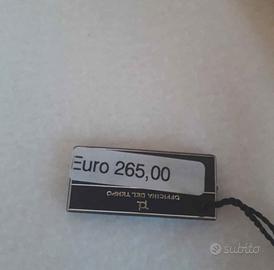 Euro 265,00
OFFICINA DEL TEMPO
subito